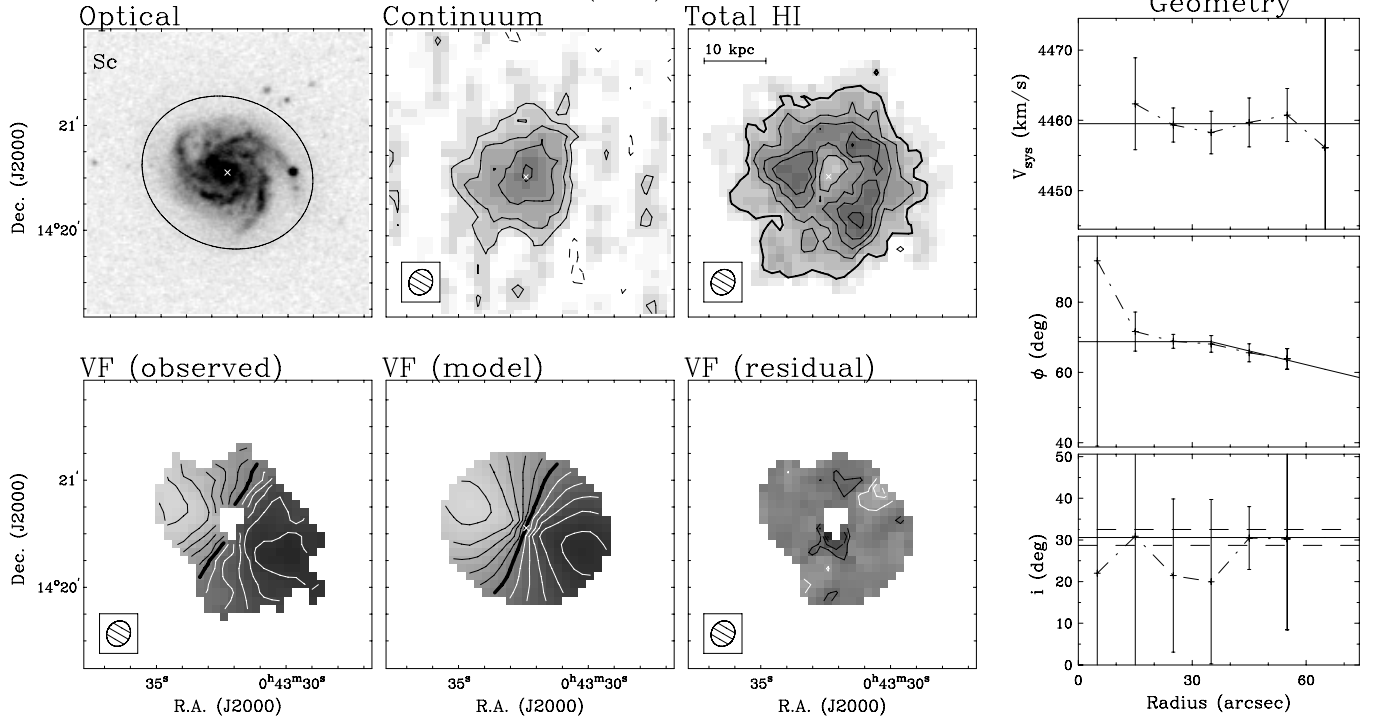 Optical
Continuum
Total HI
Geometry
Sc
10 kpc
Dec. (J2000)
21'
14°20'
V_sys (km/s)
4470
4460
4450
φ (deg)
80
60
40
VF (observed)
VF (model)
VF (residual)
Dec. (J2000)
21'
14°20'
35s
0h43m30s
35s
0h43m30s
35s
0h43m30s
R.A. (J2000)
R.A. (J2000)
R.A. (J2000)
i (deg)
50
40
30
20
10
0
0
30
60
Radius (arcsec)